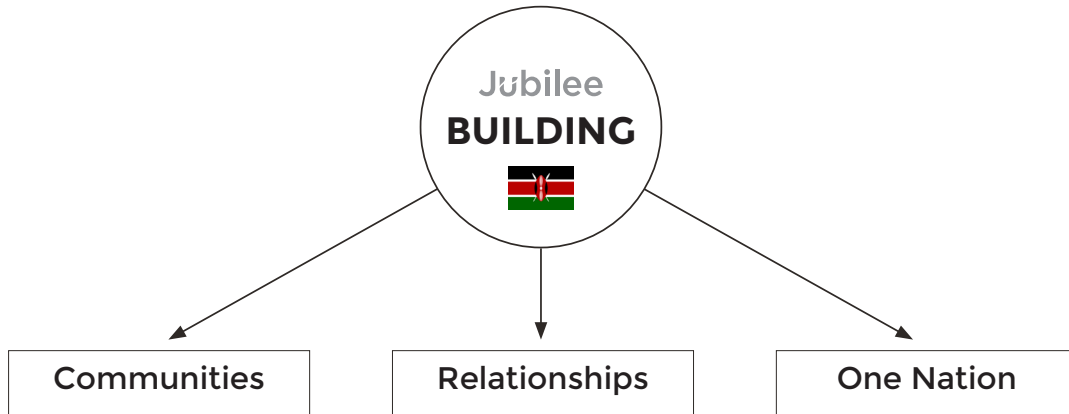 Jubilee
BUILDING
Communities
Relationships
One Nation